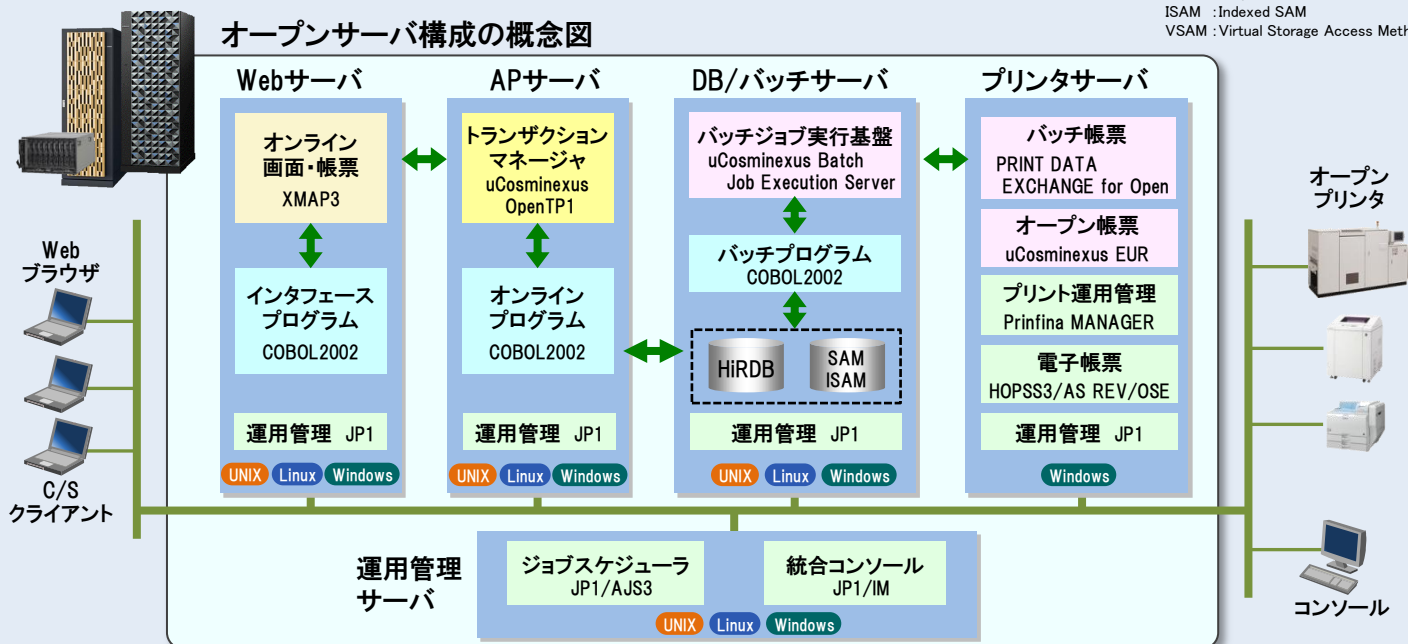 ISAM :Indexed SAM
VSAM :Virtual Storage Access Meth
オープンサーバ構成の概念図
Webサーバ
APサーバ
DB/バッチサーバ
プリンタサーバ
オンライン
画面・帳票
XMAP3
インタフェース
プログラム
COBOL2002
運用管理 JP1
UNIX Linux Windows
トランザクション
マネージャ
uCosminexus
OpenTP1
オンライン
プログラム
COBOL2002
運用管理 JP1
UNIX Linux Windows
バッチジョブ実行基盤
uCosminexus Batch
Job Execution Server
バッチプログラム
COBOL2002
HiRDB
SAM
ISAM
運用管理 JP1
UNIX Linux Windows
バッチ帳票
PRINT DATA
EXCHANGE for Open
オープン帳票
uCosminexus EUR
プリント運用管理
Prinfina MANAGER
電子帳票
HOPSS3/AS REV/OSE
運用管理 JP1
Windows
Web
ブラウザ
C/S
クライアント
オープン
プリンタ
コンソール
運用管理
サーバ
ジョブスケジューラ
JP1/AJS3
統合コンソール
JP1/IM
UNIX Linux Windows